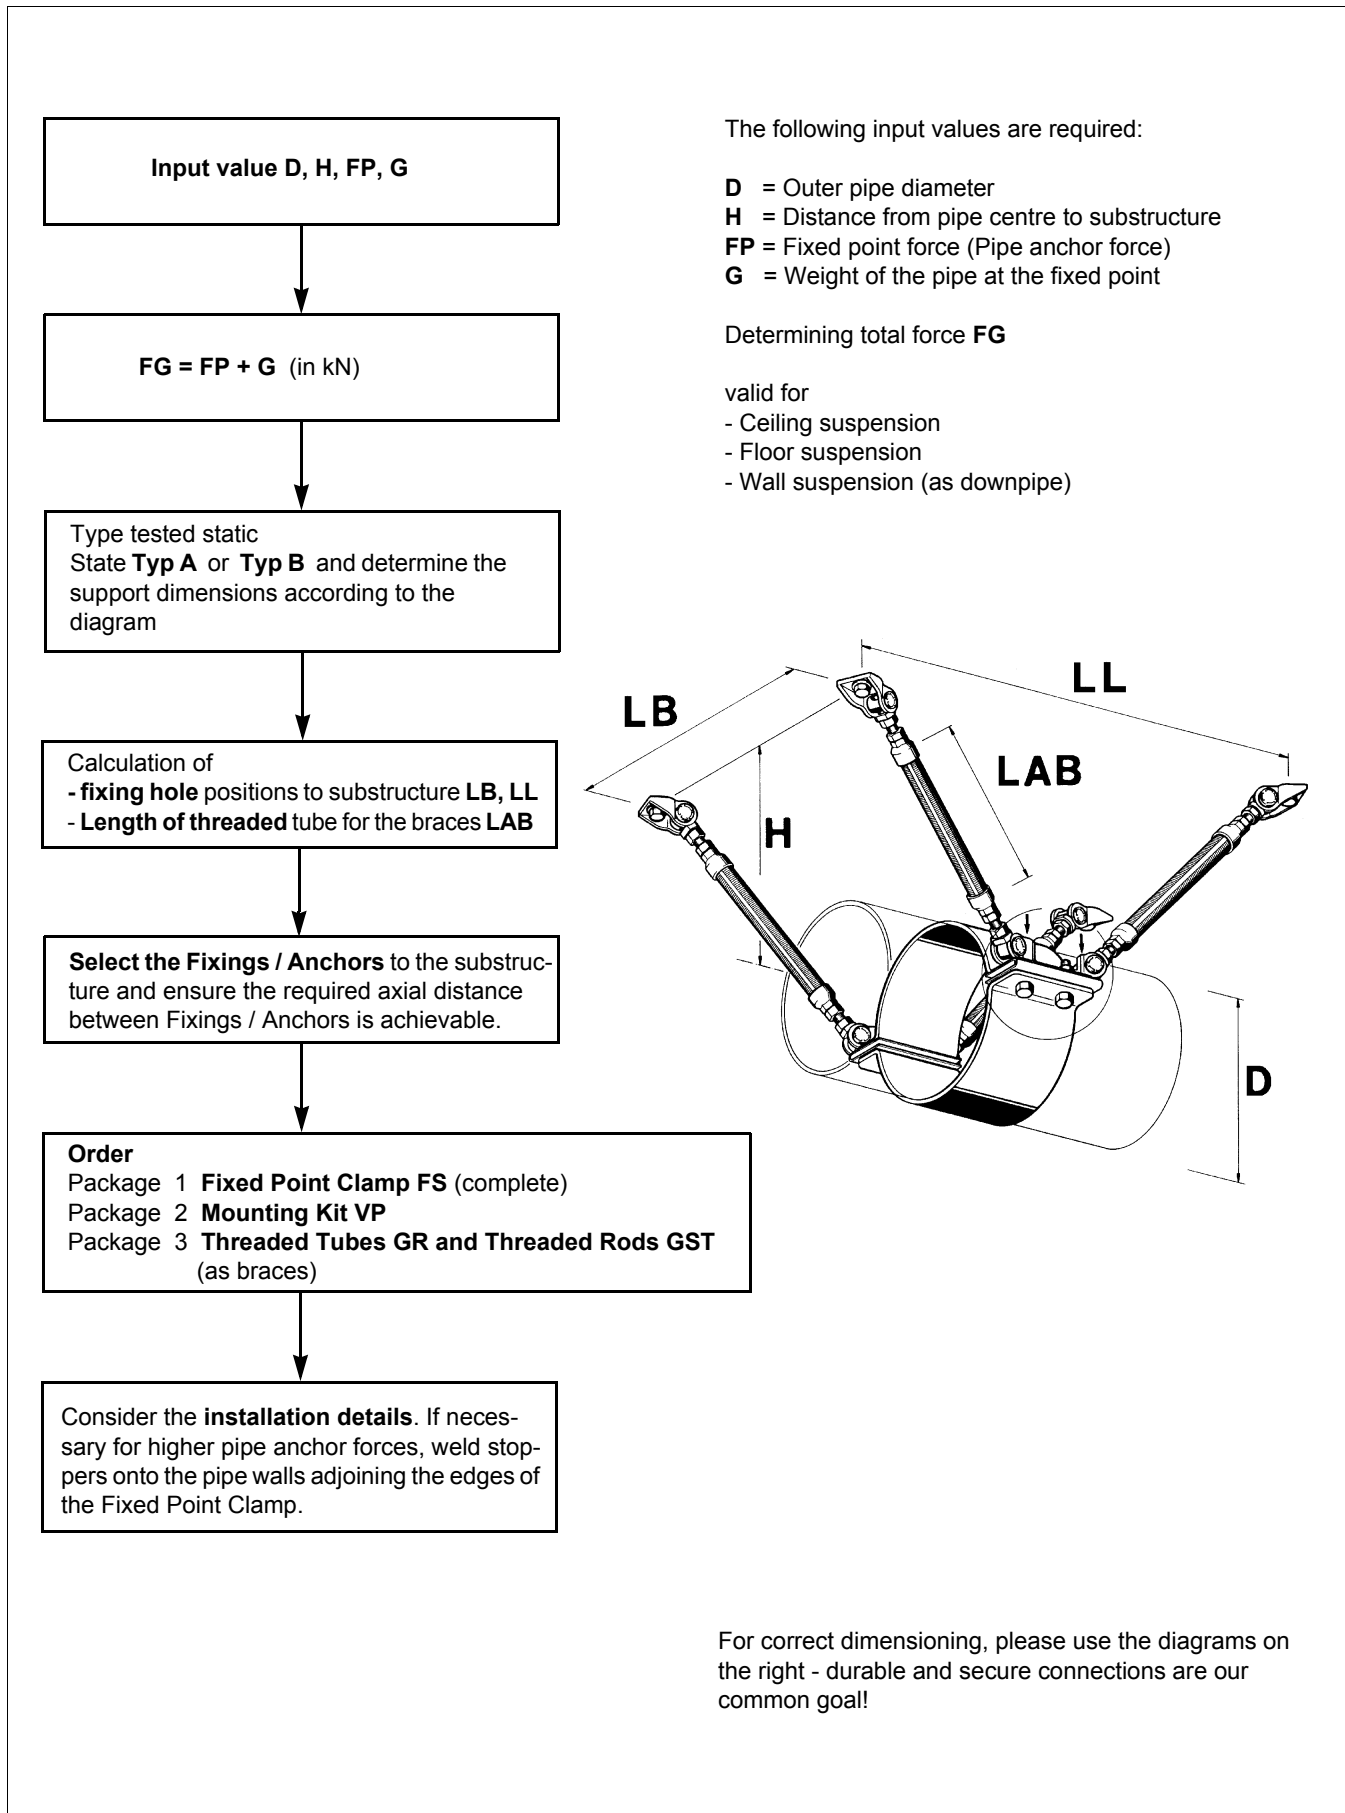 Input value D, H, FP, G
FG = FP + G (in kN)
Type tested static
State Typ A or Typ B and determine the
support dimensions according to the
diagram
Calculation of
- fixing hole positions to substructure LB, LL
- Length of threaded tube for the braces LAB
Select the Fixings / Anchors to the substruc-
ture and ensure the required axial distance
between Fixings / Anchors is achievable.
Order
Package 1 Fixed Point Clamp FS (complete)
Package 2 Mounting Kit VP
Package 3 Threaded Tubes GR and Threaded Rods GST
(as braces)
Consider the installation details. If neces-
sary for higher pipe anchor forces, weld stop-
pers onto the pipe walls adjoining the edges of
the Fixed Point Clamp.
The following input values are required:
D = Outer pipe diameter
H = Distance from pipe centre to substructure
FP = Fixed point force (Pipe anchor force)
G = Weight of the pipe at the fixed point
Determining total force FG
valid for
- Ceiling suspension
- Floor suspension
- Wall suspension (as downpipe)
LB
LL
LAB
H
D
For correct dimensioning, please use the diagrams on
the right - durable and secure connections are our
common goal!